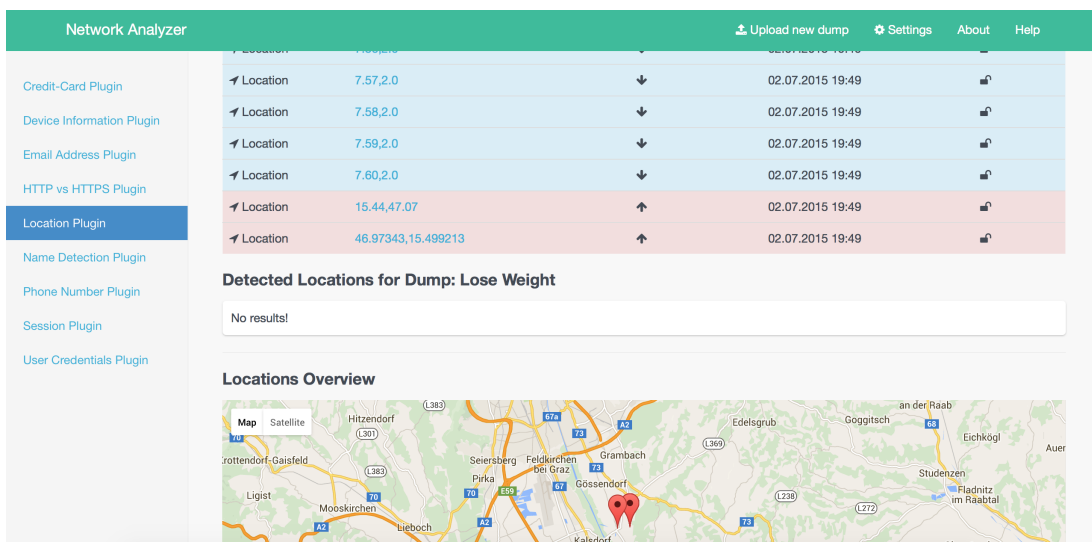 Network Analyzer
Upload new dump Settings About Help
Credit-Card Plugin
Device Information Plugin
Email Address Plugin
HTTP vs HTTPS Plugin
Location Plugin
Name Detection Plugin
Phone Number Plugin
Session Plugin
User Credentials Plugin
Location 7.57,2.0 02.07.2015 19:49
Location 7.58,2.0 02.07.2015 19:49
Location 7.59,2.0 02.07.2015 19:49
Location 7.60,2.0 02.07.2015 19:49
Location 15.44,47.07 02.07.2015 19:49
Location 46.97343,15.499213 02.07.2015 19:49
Detected Locations for Dump: Lose Weight
No results!
Locations Overview
Map Satellite
L383
an der Raab
Hitzendorf
67a
A2
Edelsgrub
Goggitsch
68
70
L301
73
L369
Eichkögl
Auer
Seiersberg
Feldkirchen
bei Graz
Grambach
L383
Pirka
73
Studenzen
Gössendorf
Ligist
70
70
E59
67
L238
Fladnitz
im Raabtal
Mooskirchen
L272
A2
Lieboch
A2
73
Kalsdorf